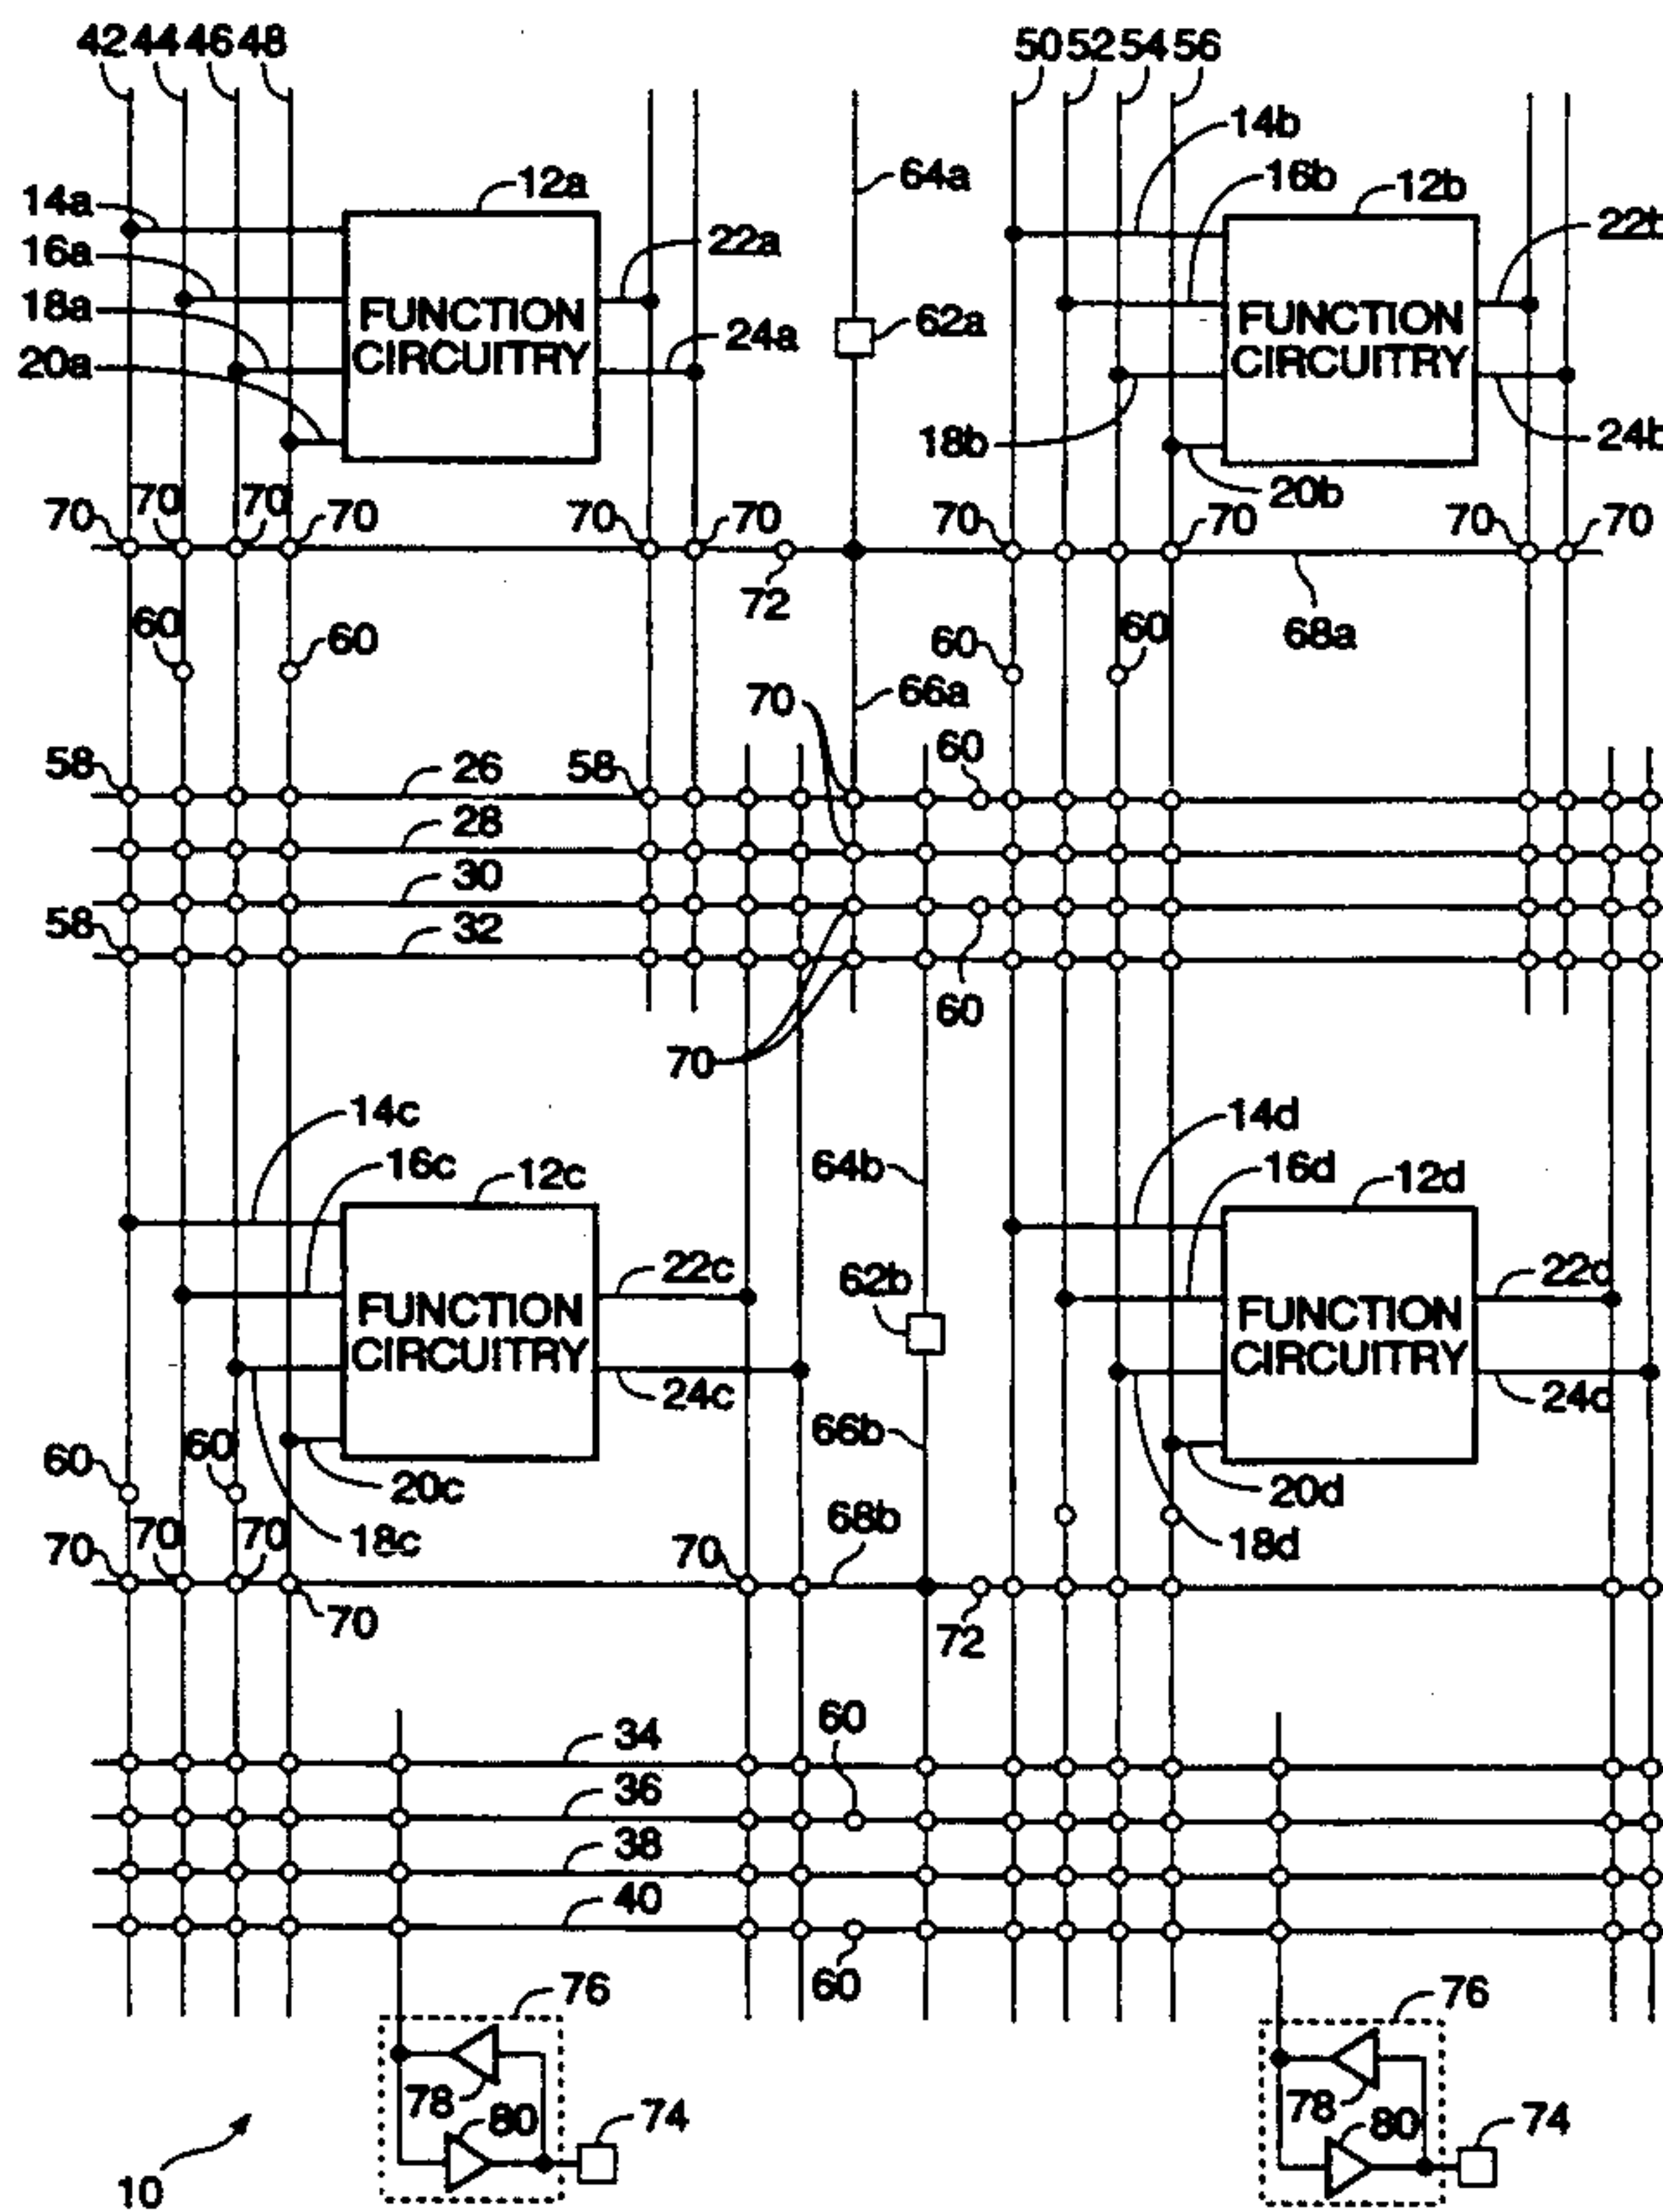 42 44 46 48 50 52 54 56
14b
64a 16b
14a 12a 12b
16a 22a 22b
18a FUNCTION CIRCUITRY 62a FUNCTION CIRCUITRY
20a 24a
18b 24b
20b
70 70 70 70 70 70 70 70 70 70
72
60 60 60 60 68a
70 66a
58 26 58 60
28
30
58 32
60
70
14c 14d
16c 12c 64b 16d 12d
22c 62b 22d
FUNCTION CIRCUITRY FUNCTION CIRCUITRY
24c 24d
60 60 66b
20c 20d
70 70 70 18c 70 68b 18d
70 72
34 60
36
38
40
60
76 76
78 78
80 74 80 74
10